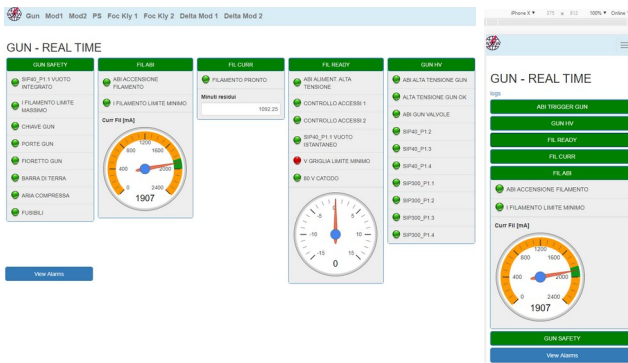 Gun Mod1 Mod2 PS Foc Kly 1 Foc Kly 2 Delta Mod 1 Delta Mod 2
GUN - REAL TIME
GUN SAFETY
SIP40_P1.1 VUOTO
INTEGRATO
I FILAMENTO LIMITE
MASSIMO
CHIAVE GUN
PORTE GUN
FIORETTO GUN
BARRA DI TERRA
ARIA COMPRESSA
FUSIBILI
View Alarms
FIL ABI
ABI ACCENSIONE
FILAMENTO
I FILAMENTO LIMITE MINIMO
Curr Fil [mA]
0
400
800
1200
1600
2000
2400
1907
FIL CURR
FILAMENTO PRONTO
Minuti residui
1092.25
FIL READY
ABI ALIMENT. ALTA
TENSIONE
CONTROLLO ACCESSI 1
CONTROLLO ACCESSI 2
SIP40_P1.1 VUOTO
ISTANTANEO
V GRIGLIA LIMITE MINIMO
80 V CATODO
-15
-10
-5
5
10
15
0
GUN HV
ABI ALTA TENSIONE GUN
ALTA TENSIONE GUN OK
ABI GUN VALVOLE
SIP40_P1.2
SIP40_P1.3
SIP40_P1.4
SIP300_P1.1
SIP300_P1.2
SIP300_P1.3
SIP300_P1.4
iPhone X ▼ 375 x 812 100% ▼ Online
GUN - REAL TIME
logs
ABI TRIGGER GUN
GUN HV
FIL READY
FIL CURR
FIL ABI
ABI ACCENSIONE FILAMENTO
I FILAMENTO LIMITE MINIMO
Curr Fil [mA]
0
400
800
1200
1600
2000
2400
1907
GUN SAFETY
View Alarms